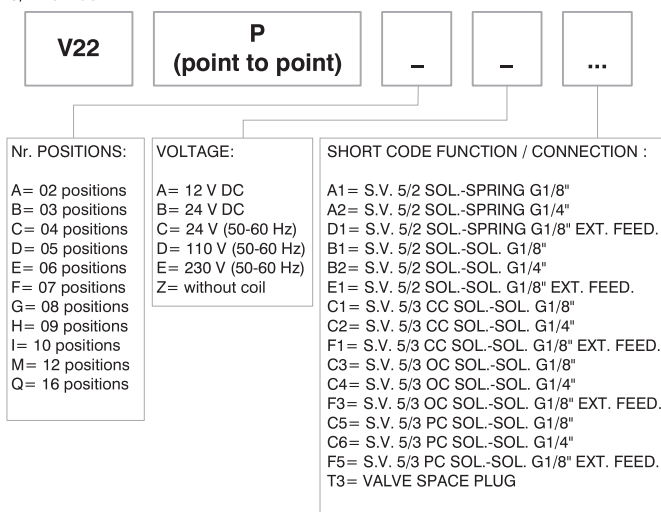 V22
P
(point to point)
_
_
...
Nr. POSITIONS:
A= 02 positions
B= 03 positions
C= 04 positions
D= 05 positions
E= 06 positions
F= 07 positions
G= 08 positions
H= 09 positions
I= 10 positions
M= 12 positions
Q= 16 positions
VOLTAGE:
A= 12 V DC
B= 24 V DC
C= 24 V (50-60 Hz)
D= 110 V (50-60 Hz)
E= 230 V (50-60 Hz)
Z= without coil
SHORT CODE FUNCTION / CONNECTION :
A1= S.V. 5/2 SOL.-SPRING G1/8"
A2= S.V. 5/2 SOL.-SPRING G1/4"
D1= S.V. 5/2 SOL.-SPRING G1/8" EXT. FEED.
B1= S.V. 5/2 SOL.-SOL. G1/8"
B2= S.V. 5/2 SOL.-SOL. G1/4"
E1= S.V. 5/2 SOL.-SOL. G1/8" EXT. FEED.
C1= S.V. 5/3 CC SOL.-SOL. G1/8"
C2= S.V. 5/3 CC SOL.-SOL. G1/4"
F1= S.V. 5/3 CC SOL.-SOL. G1/8" EXT. FEED.
C3= S.V. 5/3 OC SOL.-SOL. G1/8"
C4= S.V. 5/3 OC SOL.-SOL. G1/4"
F3= S.V. 5/3 OC SOL.-SOL. G1/8" EXT. FEED.
C5= S.V. 5/3 PC SOL.-SOL. G1/8"
C6= S.V. 5/3 PC SOL.-SOL. G1/4"
F5= S.V. 5/3 PC SOL.-SOL. G1/8" EXT. FEED.
T3= VALVE SPACE PLUG